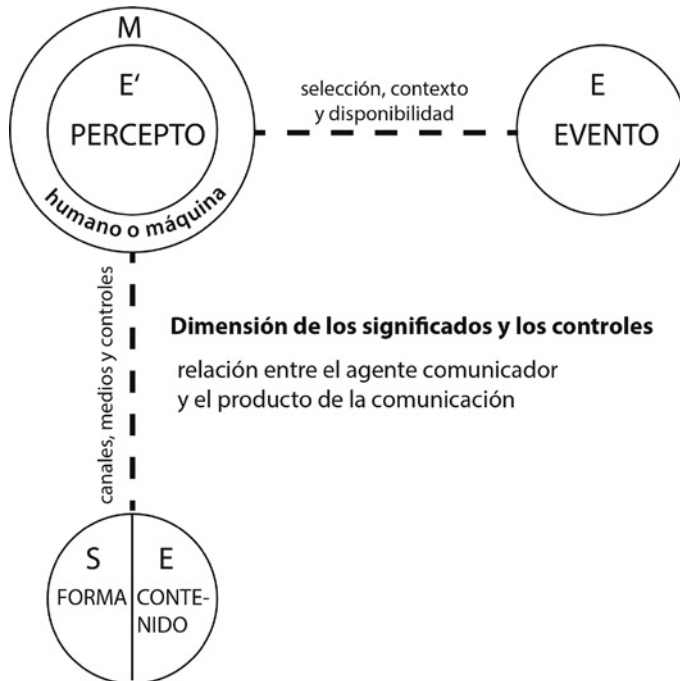 M
E‘
PERCEPTO
humano o máquina
selección, contexto
y disponibilidad
E
EVENTO
canales, medios y controles
Dimensión de los significados y los controles
relación entre el agente comunicador
y el producto de la comunicación
S
E
FORMA
CONTE-
NIDO